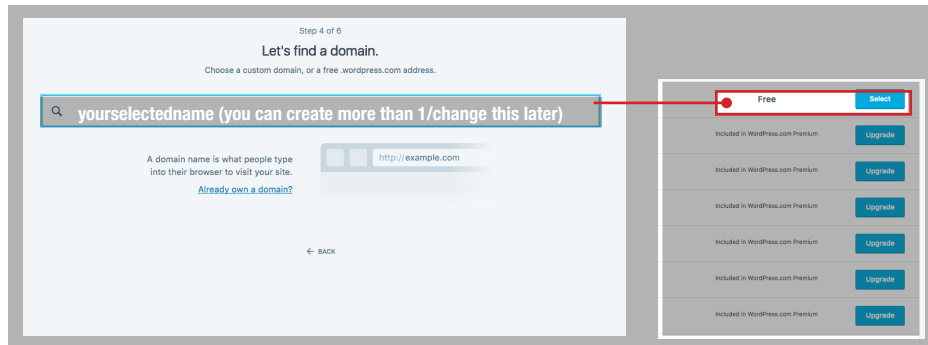 Step 4 of 6
Let's find a domain.
Choose a custom domain, or a free .wordpress.com address.
yourselectedname (you can create more than 1/change this later)
A domain name is what people type
into their browser to visit your site.
Already own a domain?
http://example.com
← BACK
Free Select
Included in WordPress.com Premium Upgrade
Included in WordPress.com Premium Upgrade
Included in WordPress.com Premium Upgrade
Included in WordPress.com Premium Upgrade
Included in WordPress.com Premium Upgrade
Included in WordPress.com Premium Upgrade